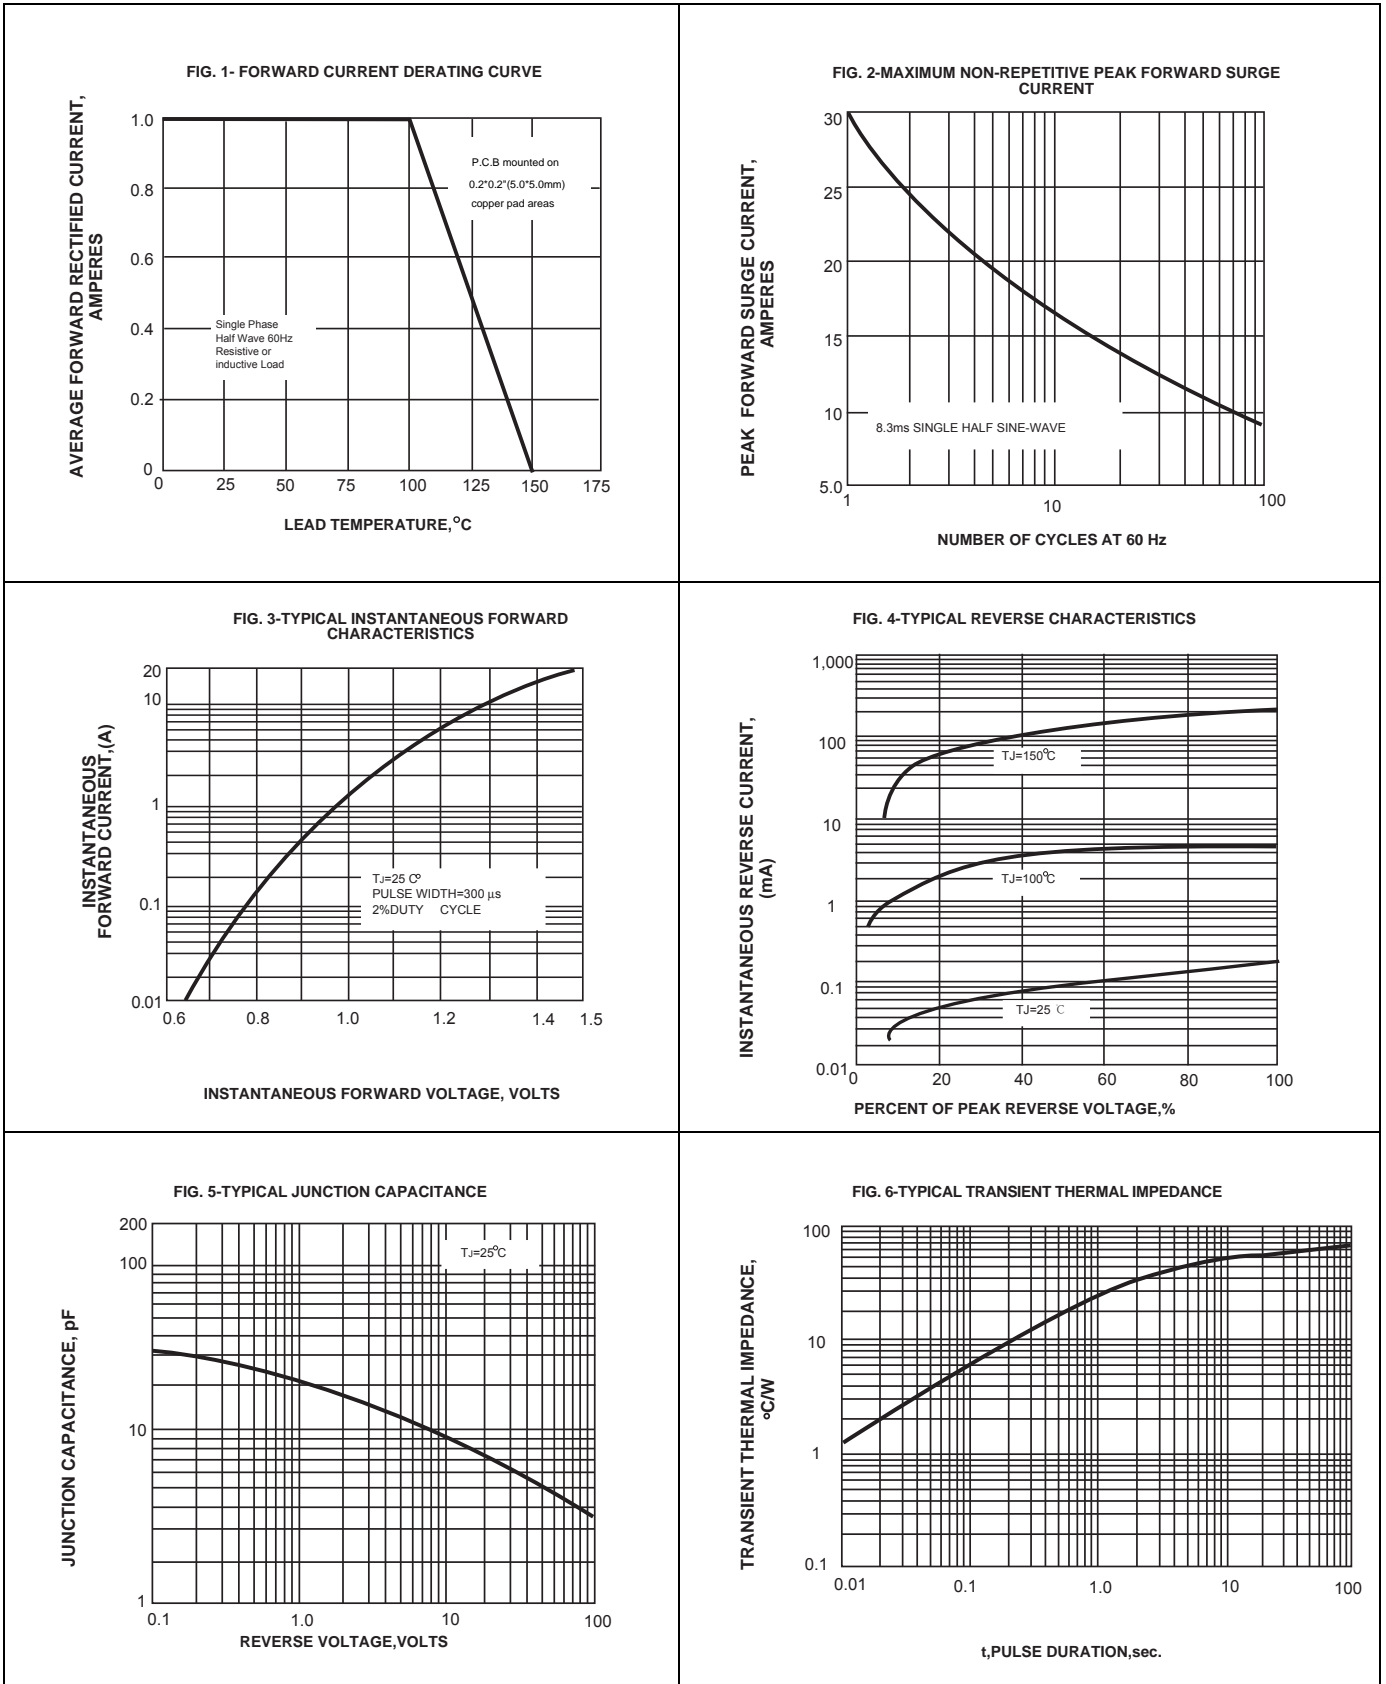 FIG. 1- FORWARD CURRENT DERATING CURVE
AVERAGE FORWARD RECTIFIED CURRENT,
AMPERES
1.0
0.8
0.6
0.4
0.2
0
P.C.B mounted on
0.2*0.2"(5.0*5.0mm)
copper pad areas
Single Phase
Half Wave 60Hz
Resistive or
inductive Load
0 25 50 75 100 125 150 175
LEAD TEMPERATURE,°C
FIG. 2-MAXIMUM NON-REPETITIVE PEAK FORWARD SURGE
CURRENT
PEAK FORWARD SURGE CURRENT,
AMPERES
30
25
20
15
10
5.0
8.3ms SINGLE HALF SINE-WAVE
1 10 100
NUMBER OF CYCLES AT 60 Hz
FIG. 3-TYPICAL INSTANTANEOUS FORWARD
CHARACTERISTICS
INSTANTANEOUS
FORWARD CURRENT,(A)
20
10
1
0.1
0.01
TJ=25 C°
PULSE WIDTH=300 µs
2%DUTY CYCLE
0.6 0.8 1.0 1.2 1.4 1.5
INSTANTANEOUS FORWARD VOLTAGE, VOLTS
FIG. 4-TYPICAL REVERSE CHARACTERISTICS
INSTANTANEOUS REVERSE CURRENT,
(mA)
1,000
100
10
1
0.1
0.01
TJ=150°C
TJ=100°C
TJ=25 ℃
0 20 40 60 80 100
PERCENT OF PEAK REVERSE VOLTAGE,%
FIG. 5-TYPICAL JUNCTION CAPACITANCE
JUNCTION CAPACITANCE, pF
200
100
10
1
TJ=25°C
0.1 1.0 10 100
REVERSE VOLTAGE,VOLTS
FIG. 6-TYPICAL TRANSIENT THERMAL IMPEDANCE
TRANSIENT THERMAL IMPEDANCE,
°C/W
100
10
1
0.1
0.01 0.1 1.0 10 100
t,PULSE DURATION,sec.